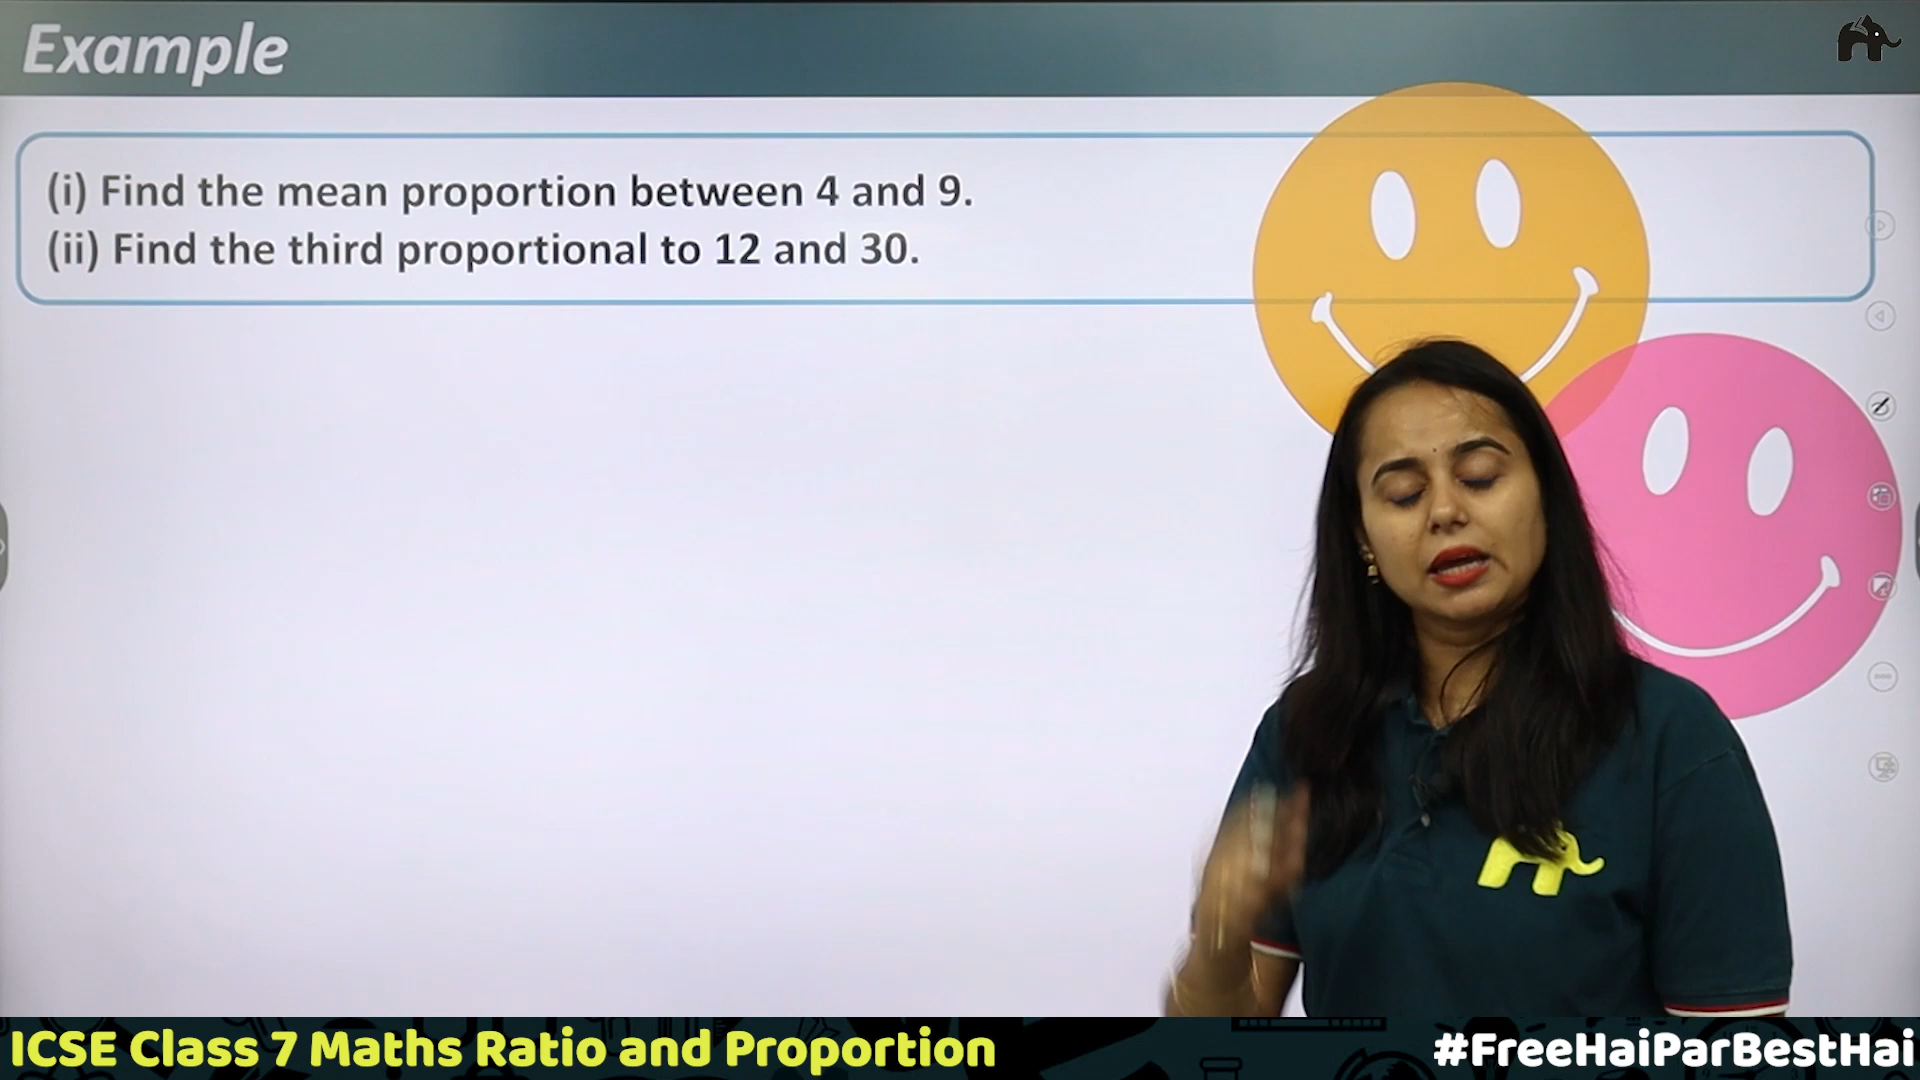 Example
(i) Find the mean proportion between 4 and 9.
(ii) Find the third proportional to 12 and 30.
ICSE Class 7 Maths Ratio and Proportion
#FreeHaiParBestHai